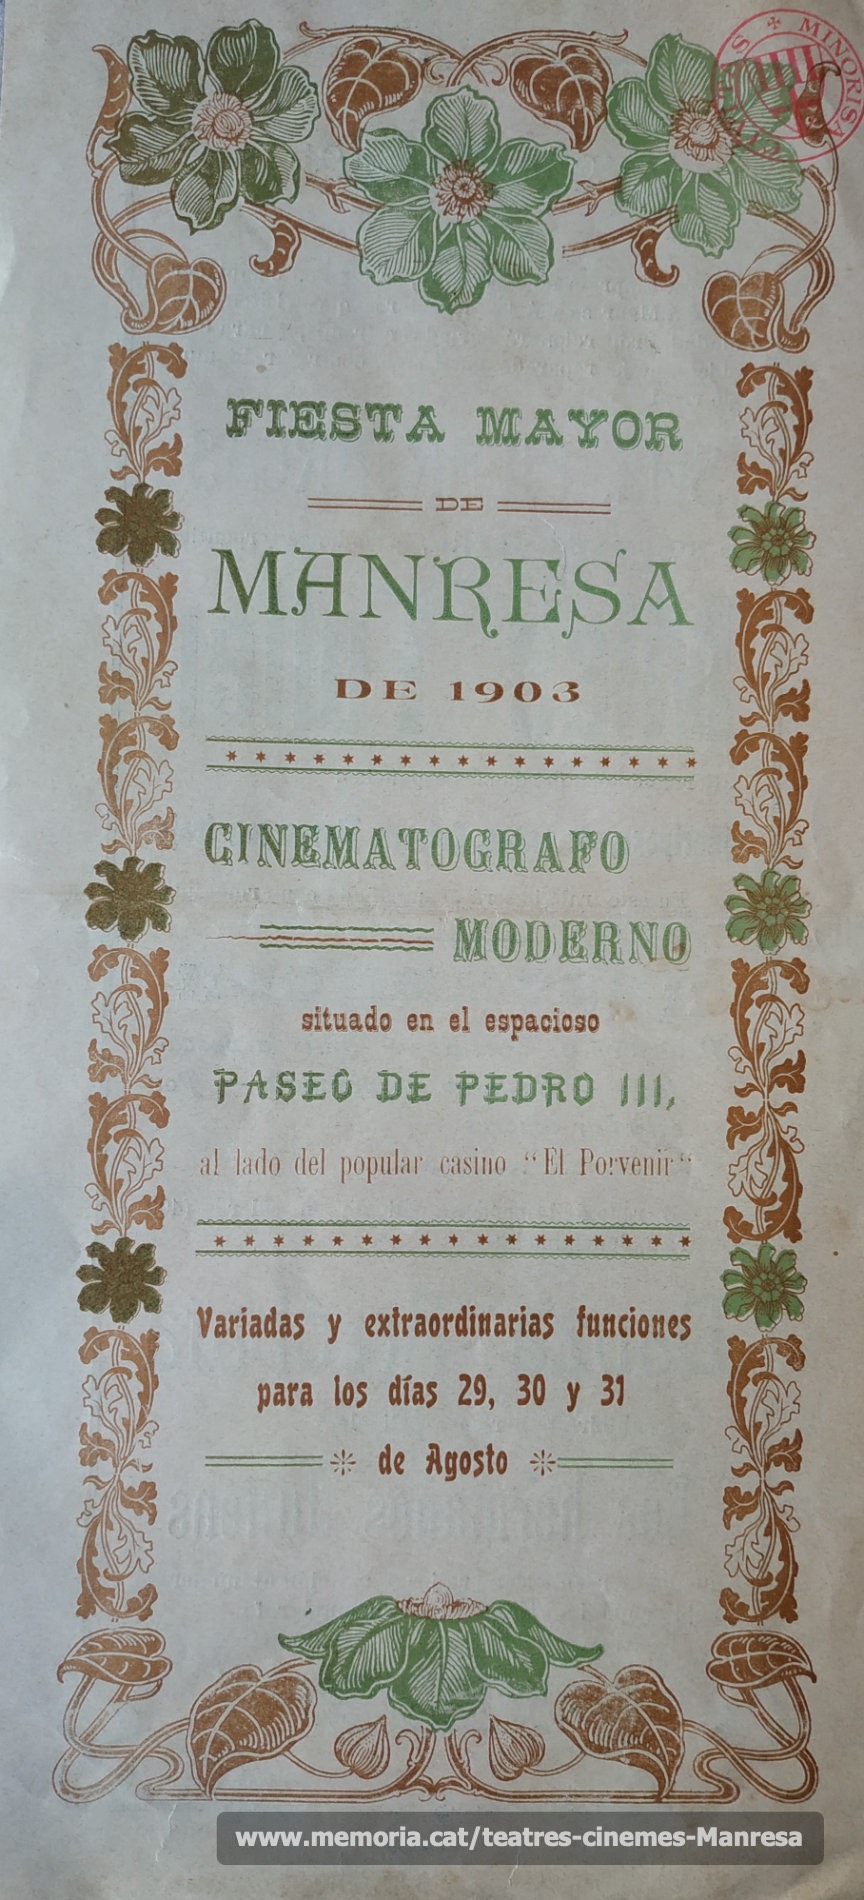 MINORISA
FIESTA MAYOR
DE
MANRESA
DE 1903
CINEMATOGRAFO
MODERNO
situado en el espacioso
PASEO DE PEDRO III,
al lado del popular casino "El Porvenir"
Variadas y extraordinarias funciones
para los días 29, 30 y 31
de Agosto
www.memoria.cat/teatres-cinemes-Manresa